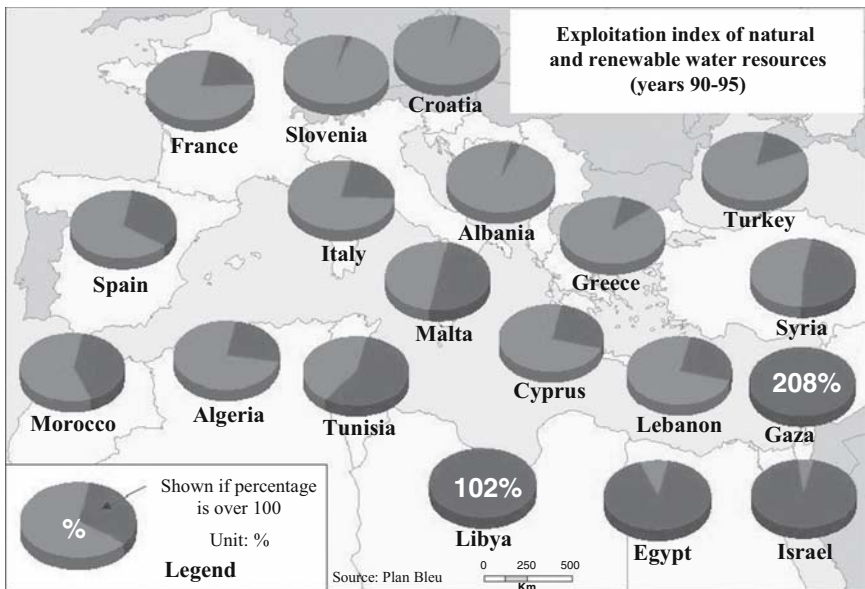 Exploitation index of natural
and renewable water resources
(years 90-95)
Croatia
Slovenia
France
Turkey
Albania
Italy
Greece
Spain
Syria
Malta
Cyprus
208%
Lebanon
Gaza
Morocco
Algeria
Tunisia
102%
Libya
Egypt
Israel
Shown if percentage
is over 100
%
Unit: %
Legend
Source: Plan Bleu
0 250 500
Km